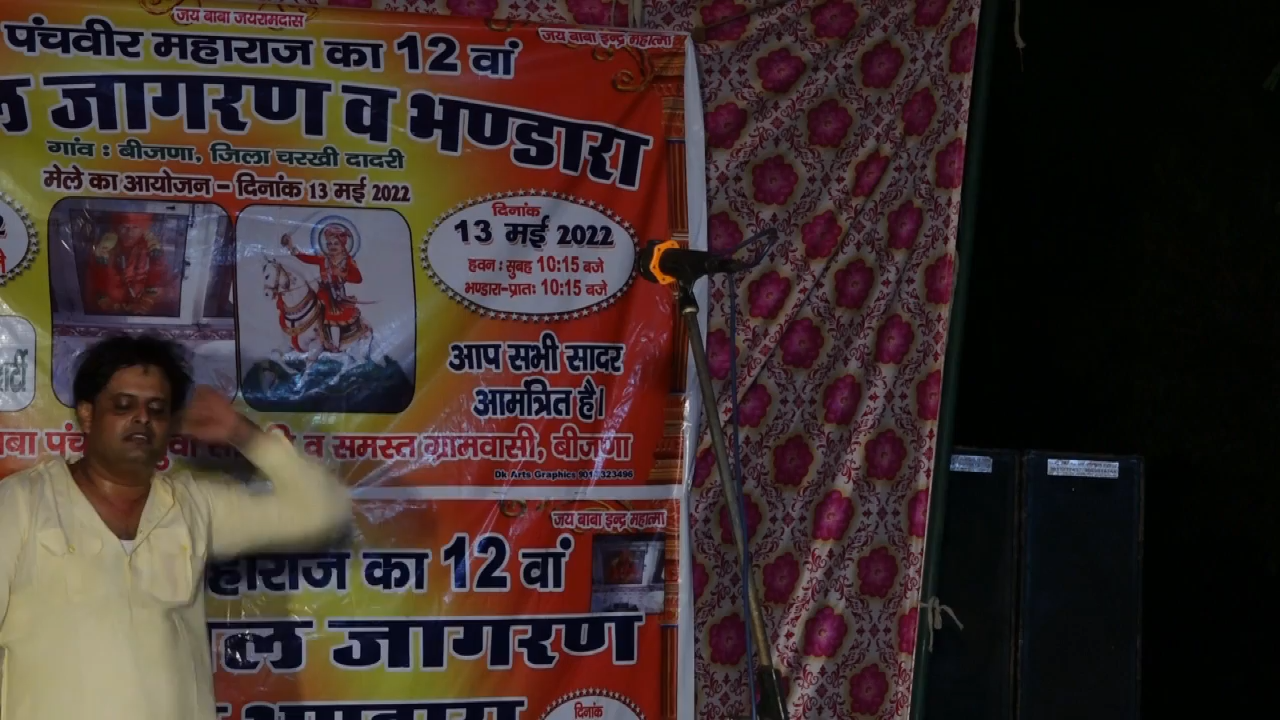 जय बाबा जयरामदास
जय बाबा इन्द्र महात्मा
पंचवीर महाराज का 12 वां
जागरण व भण्डारा
गांव : बीजणा, जिला चरखी दादरी
मेले का आयोजन – दिनांक 13 मई 2022
दिनांक
13 मई 2022
हवन : सुबह 10:15 बजे
भण्डारा-प्रातः 10:15 बजे
आप सभी सादर
आमंत्रित है।
व समस्त ग्रामवासी, बीजणा
Dk Arts Graphics
जय बाबा इन्द्र महात्मा
का 12 वां
जागरण
दिनांक